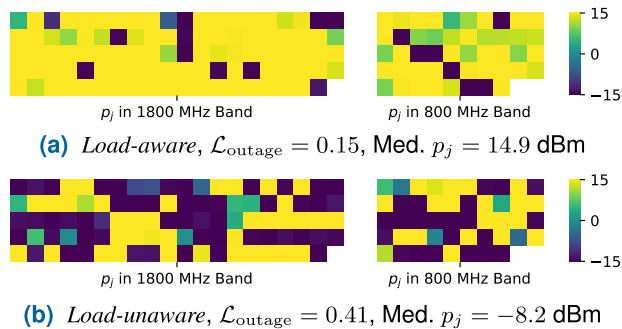 15
0
−15
p_j in 1800 MHz Band
p_j in 800 MHz Band
(a) Load-aware, ℒ_outage = 0.15, Med. p_j = 14.9 dBm
15
0
−15
p_j in 1800 MHz Band
p_j in 800 MHz Band
(b) Load-unaware, ℒ_outage = 0.41, Med. p_j = −8.2 dBm